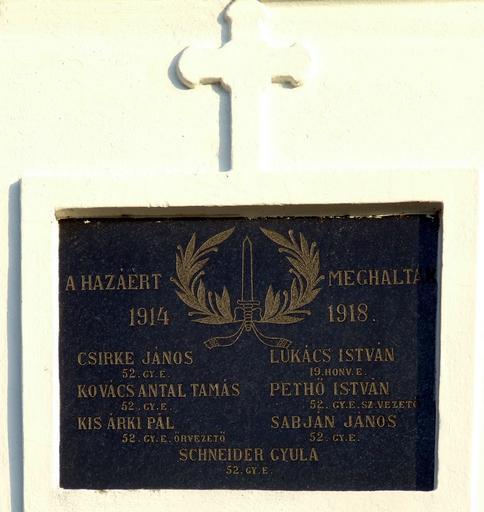 A HAZÁÉRT MEGHALTAK
1914 1918.
CSIRKE JÁNOS LUKÁCS ISTVÁN
52. GY. E. 19. HONV. E.
KOVÁCS ANTAL TAMÁS PETHŐ ISTVÁN
52. GY. E. 52. GY. E. SZ. VEZETŐ
KIS ÁRKI PÁL SABJÁN JÁNOS
52. GY. E. ŐRVEZETŐ 52. GY. E.
SCHNEIDER GYULA
52. GY. E.